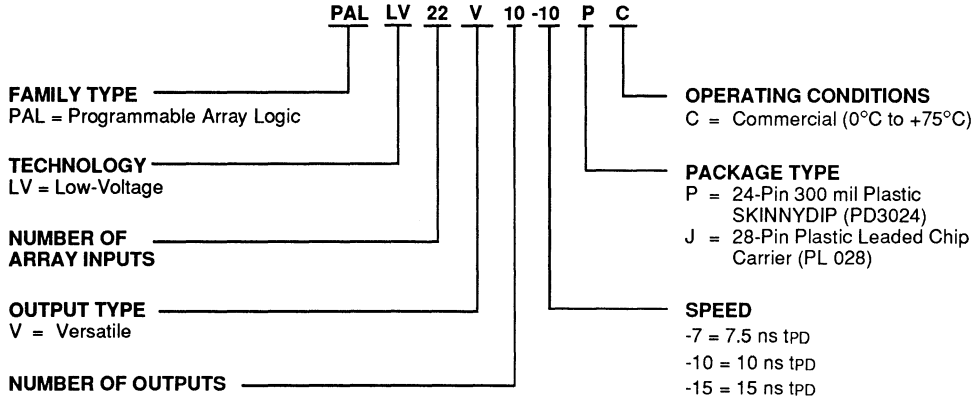 PAL LV 22 V 10 -10 P C
FAMILY TYPE
PAL = Programmable Array Logic
TECHNOLOGY
LV = Low-Voltage
NUMBER OF
ARRAY INPUTS
OUTPUT TYPE
V = Versatile
NUMBER OF OUTPUTS
OPERATING CONDITIONS
C = Commercial (0°C to +75°C)
PACKAGE TYPE
P = 24-Pin 300 mil Plastic
SKINNYDIP (PD3024)
J = 28-Pin Plastic Leaded Chip
Carrier (PL 028)
SPEED
-7 = 7.5 ns tPD
-10 = 10 ns tPD
-15 = 15 ns tPD